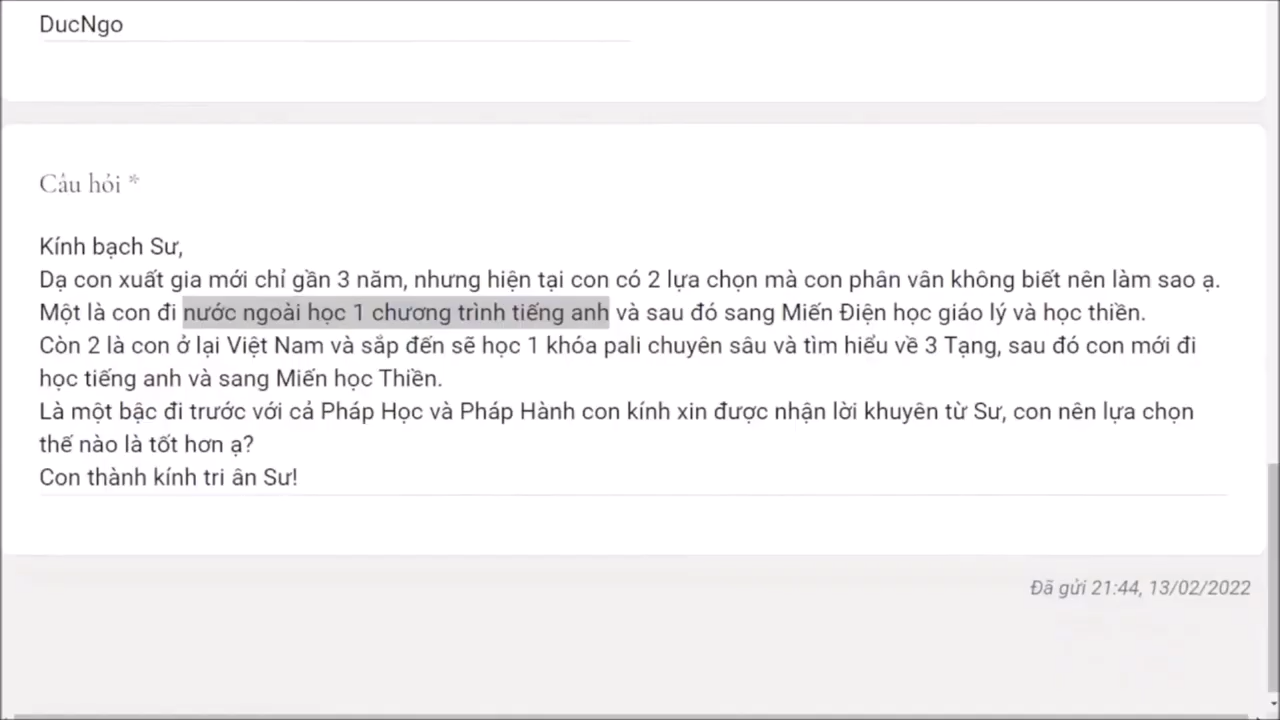 DucNgo
Câu hỏi *
Kính bạch Sư,
Dạ con xuất gia mới chỉ gần 3 năm, nhưng hiện tại con có 2 lựa chọn mà con phân vân không biết nên làm sao ạ.
Một là con đi nước ngoài học 1 chương trình tiếng anh và sau đó sang Miến Điện học giáo lý và học thiền.
Còn 2 là con ở lại Việt Nam và sắp đến sẽ học 1 khóa pali chuyên sâu và tìm hiểu về 3 Tạng, sau đó con mới đi
học tiếng anh và sang Miến học Thiền.
Là một bậc đi trước với cả Pháp Học và Pháp Hành con kính xin được nhận lời khuyên từ Sư, con nên lựa chọn
thế nào là tốt hơn ạ?
Con thành kính tri ân Sư!
Đã gửi 21:44, 13/02/2022